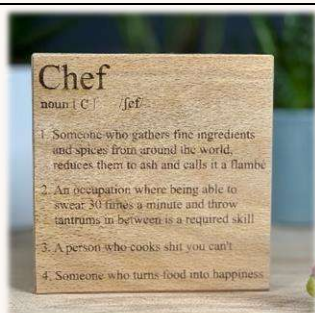 Chef
noun [ C ] /ʃef/
1. Someone who gathers fine ingredients
and spices from around the world,
reduces them to ash and calls it a flambe
2. An occupation where being able to
swear 30 times a minute and throw
tantrums in between is a required skill
3. A person who cooks shit you can't
4. Someone who turns food into happiness